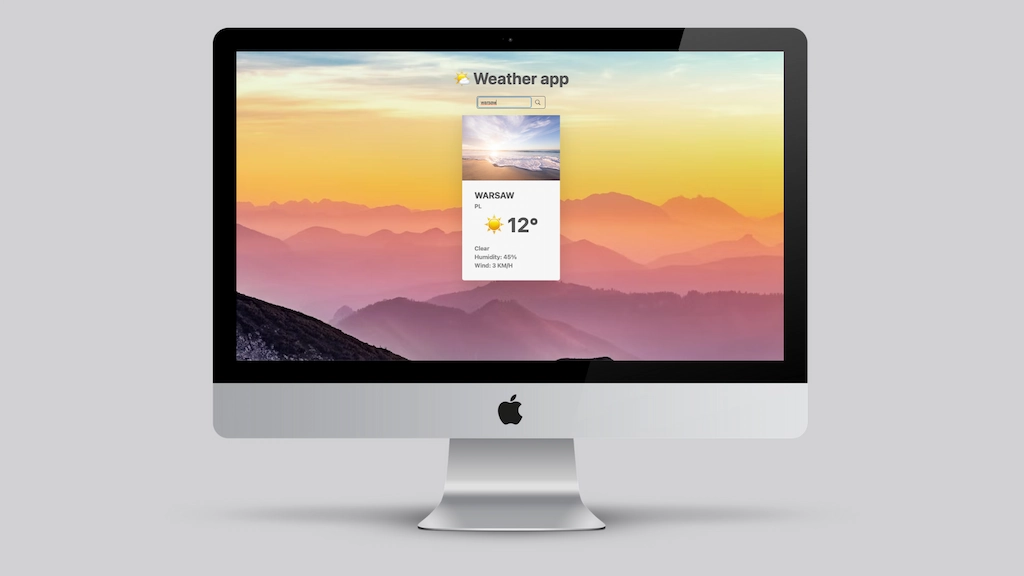 Weather app
WARSAW
PL
12°
Clear
Humidity: 45%
Wind: 3 KM/H